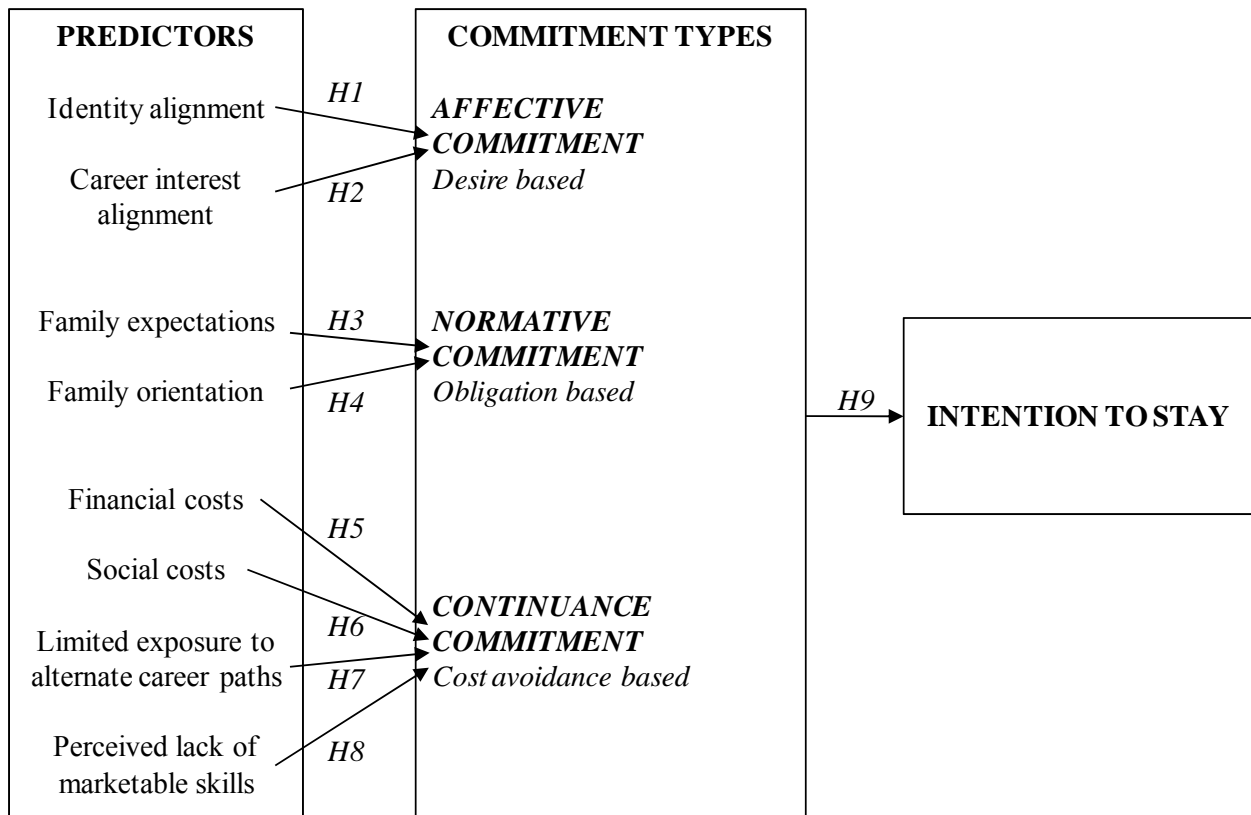 PREDICTORS
Identity alignment
Career interest
alignment
Family expectations
Family orientation
Financial costs
Social costs
Limited exposure to
alternate career paths
Perceived lack of
marketable skills
H1
H2
H3
H4
H5
H6
H7
H8
COMMITMENT TYPES
AFFECTIVE
COMMITMENT
Desire based
NORMATIVE
COMMITMENT
Obligation based
CONTINUANCE
COMMITMENT
Cost avoidance based
H9
INTENTION TO STAY